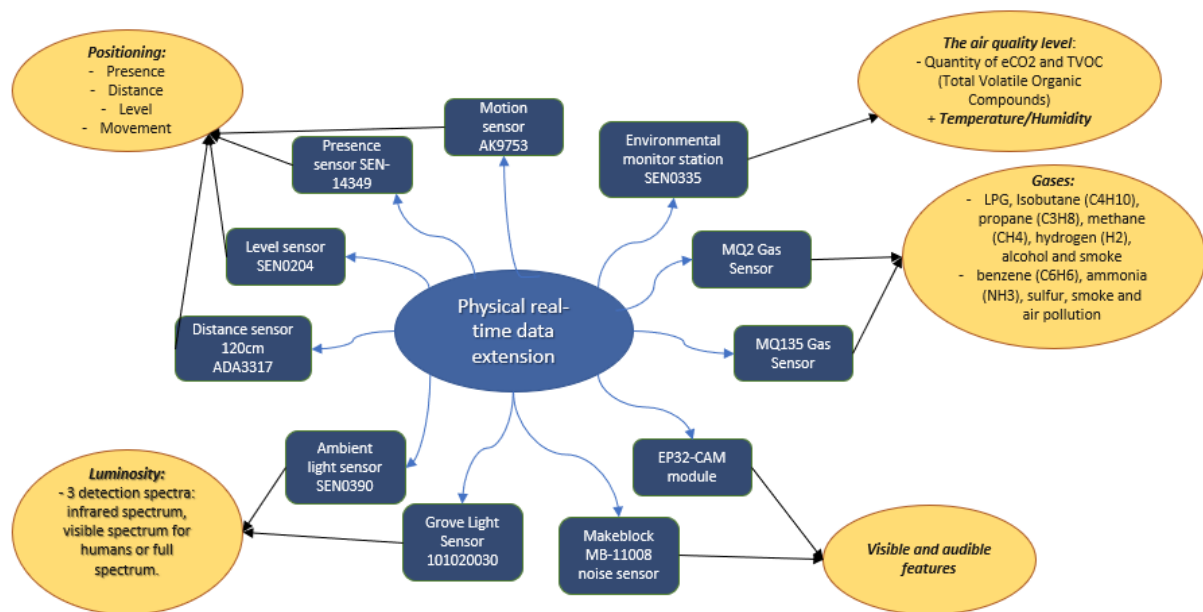 Positioning:
- Presence
- Distance
- Level
- Movement
Motion
sensor
AK9753
Presence
sensor SEN-
14349
Level sensor
SEN0204
Distance sensor
120cm
ADA3317
The air quality level:
- Quantity of eCO2 and TVOC
(Total Volatile Organic
Compounds)
+ Temperature/Humidity
Environmental
monitor station
SEN0335
Gases:
- LPG, Isobutane (C4H10),
propane (C3H8), methane
(CH4), hydrogen (H2),
alcohol and smoke
- benzene (C6H6), ammonia
(NH3), sulfur, smoke and
air pollution
MQ2 Gas
Sensor
MQ135 Gas
Sensor
Physical real-
time data
extension
Ambient
light sensor
SEN0390
Luminosity:
- 3 detection spectra:
infrared spectrum,
visible spectrum for
humans or full
spectrum.
Grove Light
Sensor
101020030
Makeblock
MB-11008
noise sensor
EP32-CAM
module
Visible and audible
features